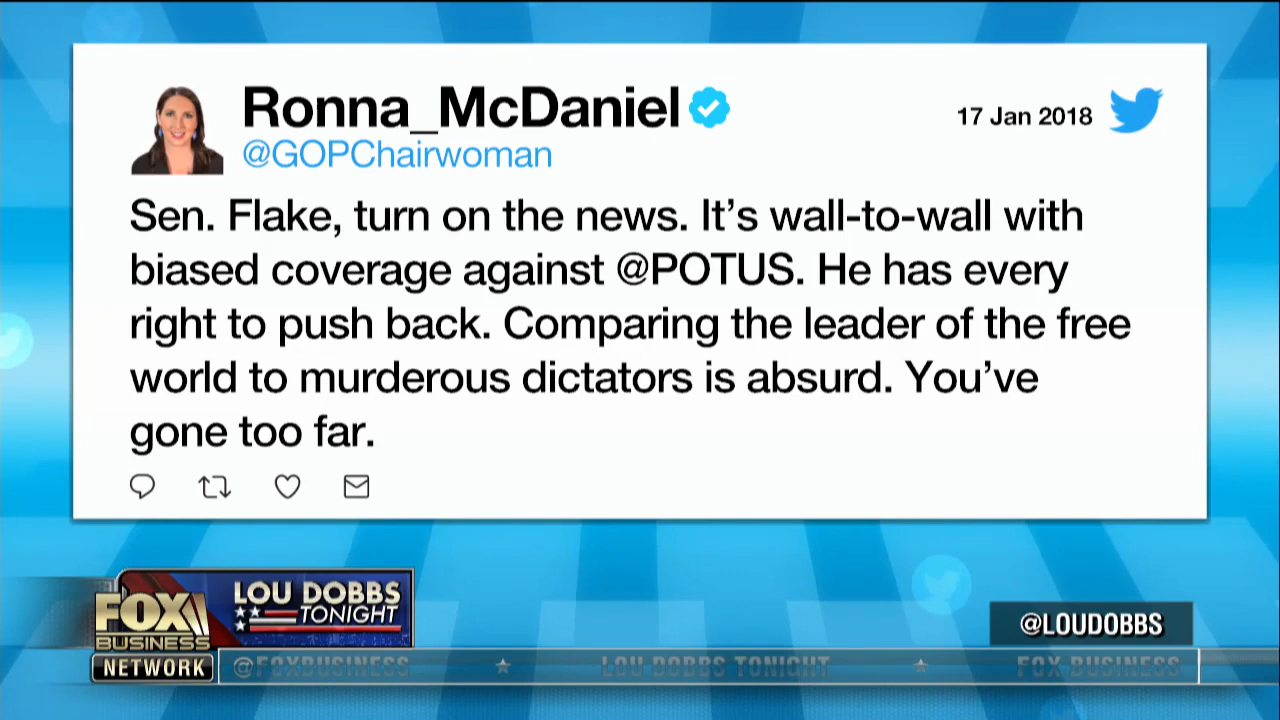 Ronna_McDaniel
17 Jan 2018
@GOPChairwoman
Sen. Flake, turn on the news. It’s wall-to-wall with
biased coverage against @POTUS. He has every
right to push back. Comparing the leader of the free
world to murderous dictators is absurd. You’ve
gone too far.
LOU DOBBS
TONIGHT
FOX
BUSINESS
NETWORK
@LOUDOBBS
@FOXBUSINESS LOU DOBBS TONIGHT FOX BUSINESS